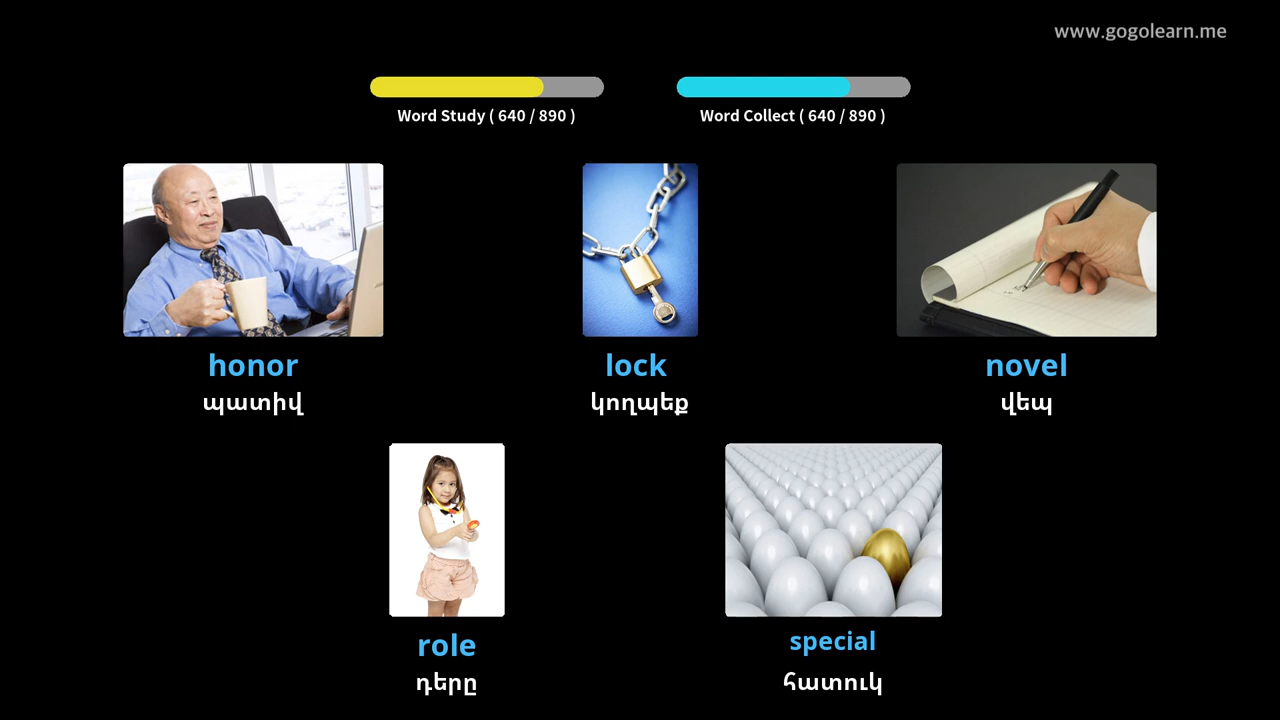 www.gogolearn.me
Word Study ( 640 / 890 )
Word Collect ( 640 / 890 )
honor
պատիվ
lock
կողպեք
novel
վեպ
role
դերը
special
հատուկ